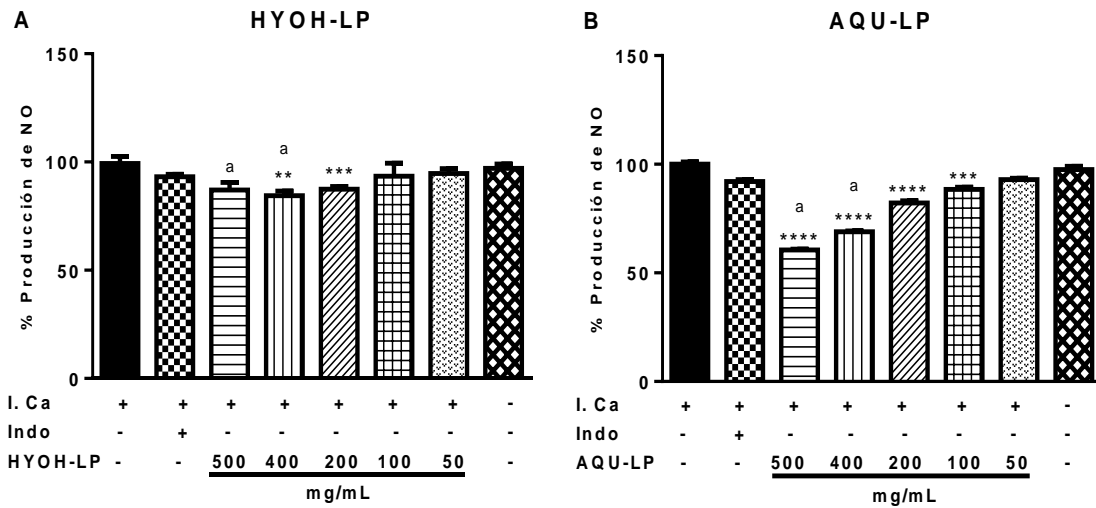 A
HYOH-LP
150
100
50
0
% Producción de NO
a
a
**
***
I. Ca + + + + + + + -
Indo - + - - - - - -
HYOH-LP - - 500 400 200 100 50 -
mg/mL
B
AQU-LP
150
100
50
0
% Producción de NO
a
****
a
****
****
***
I. Ca + + + + + + + -
Indo - + - - - - - -
AQU-LP - - 500 400 200 100 50 -
mg/mL